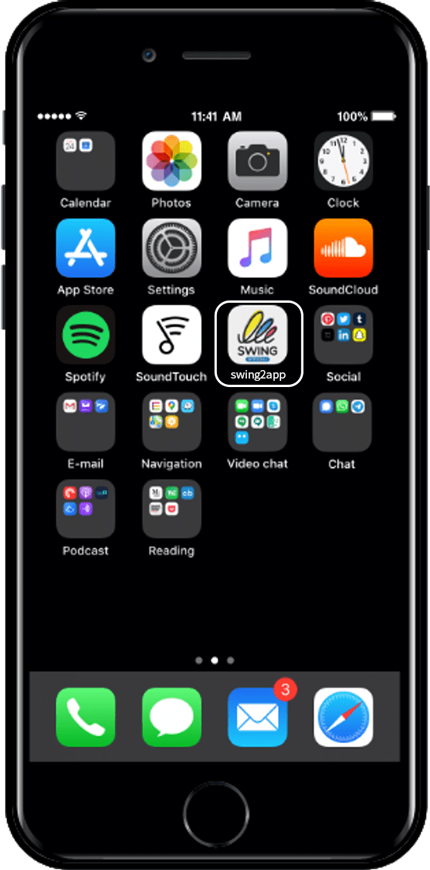 11:41 AM 100%
Calendar Photos Camera Clock
App Store Settings Music SoundCloud
SWING
Spotify SoundTouch swing2app Social
E-mail Navigation Video chat Chat
Podcast Reading
3